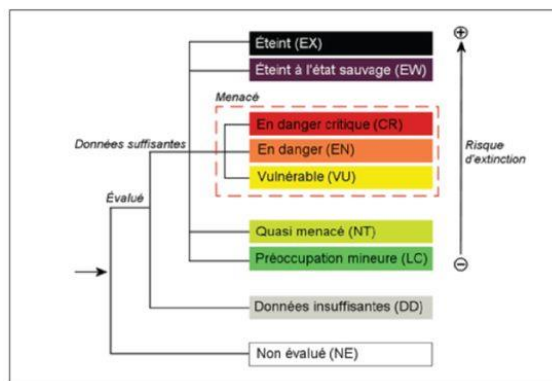 Éteint (EX)
Éteint à l'état sauvage (EW)
Menacé
En danger critique (CR)
Données suffisantes
En danger (EN)
Risque
d'extinction
Vulnérable (VU)
Évalué
Quasi menacé (NT)
Préoccupation mineure (LC)
Données insuffisantes (DD)
Non évalué (NE)